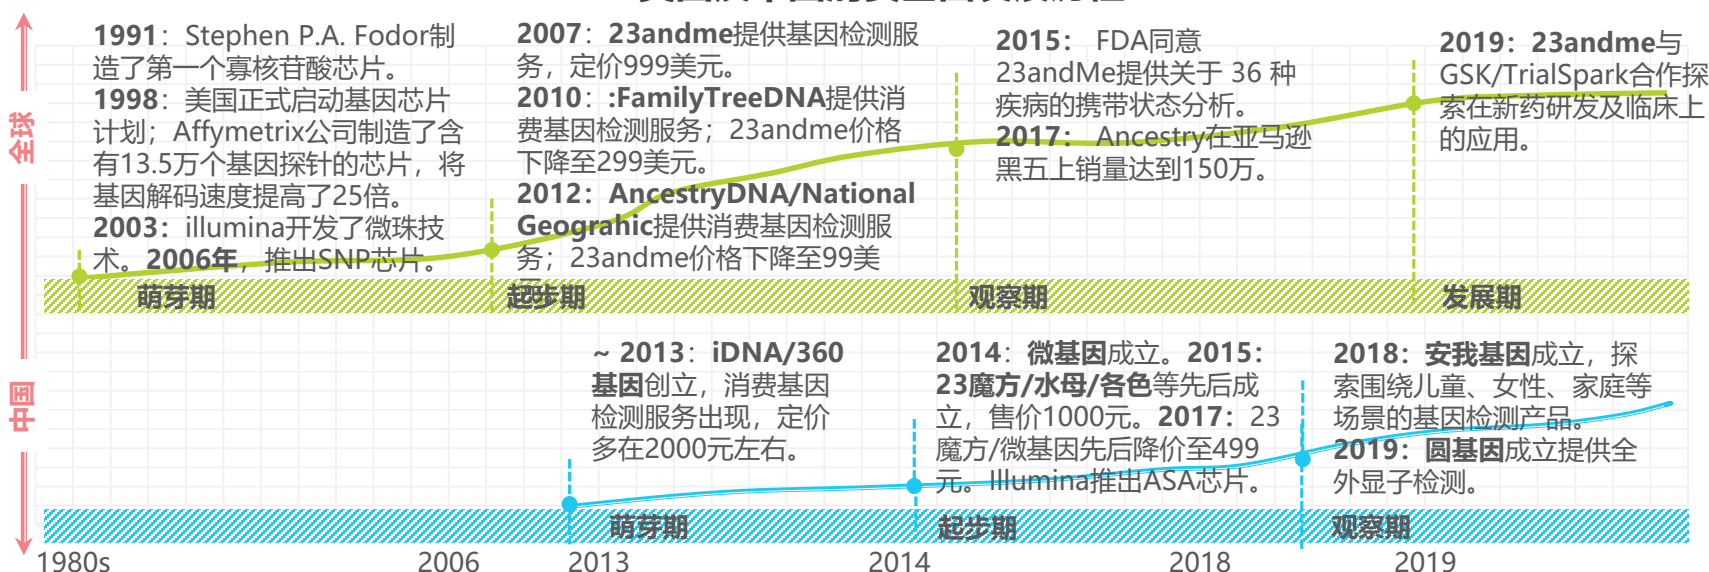 1991：Stephen P.A. Fodor制
造了第一个寡核苷酸芯片。
1998：美国正式启动基因芯片
计划；Affymetrix公司制造了含
有13.5万个基因探针的芯片，将
基因解码速度提高了25倍。
2003：illumina开发了微珠技
术。2006年，推出SNP芯片。
2007：23andme提供基因检测服
务，定价999美元。
2010：:FamilyTreeDNA提供消
费基因检测服务；23andme价格
下降至299美元。
2012：AncestryDNA/National
Geograhic提供消费基因检测服
务；23andme价格下降至99美
2015： FDA同意
23andMe提供关于 36 种
疾病的携带状态分析。
2017： Ancestry在亚马逊
黑五上销量达到150万。
2019：23andme与
GSK/TrialSpark合作探
索在新药研发及临床上
的应用。
全球
萌芽期
起步期
观察期
发展期
~ 2013：iDNA/360
基因创立，消费基因
检测服务出现，定价
多在2000元左右。
2014：微基因成立。2015：
23魔方/水母/各色等先后成
立，售价1000元。2017：23
魔方/微基因先后降价至499
元。Illumina推出ASA芯片。
2018：安我基因成立，探
索围绕儿童、女性、家庭等
场景的基因检测产品。
2019：圆基因成立提供全
外显子检测。
中国
萌芽期
起步期
观察期
1980s
2006
2013
2014
2018
2019